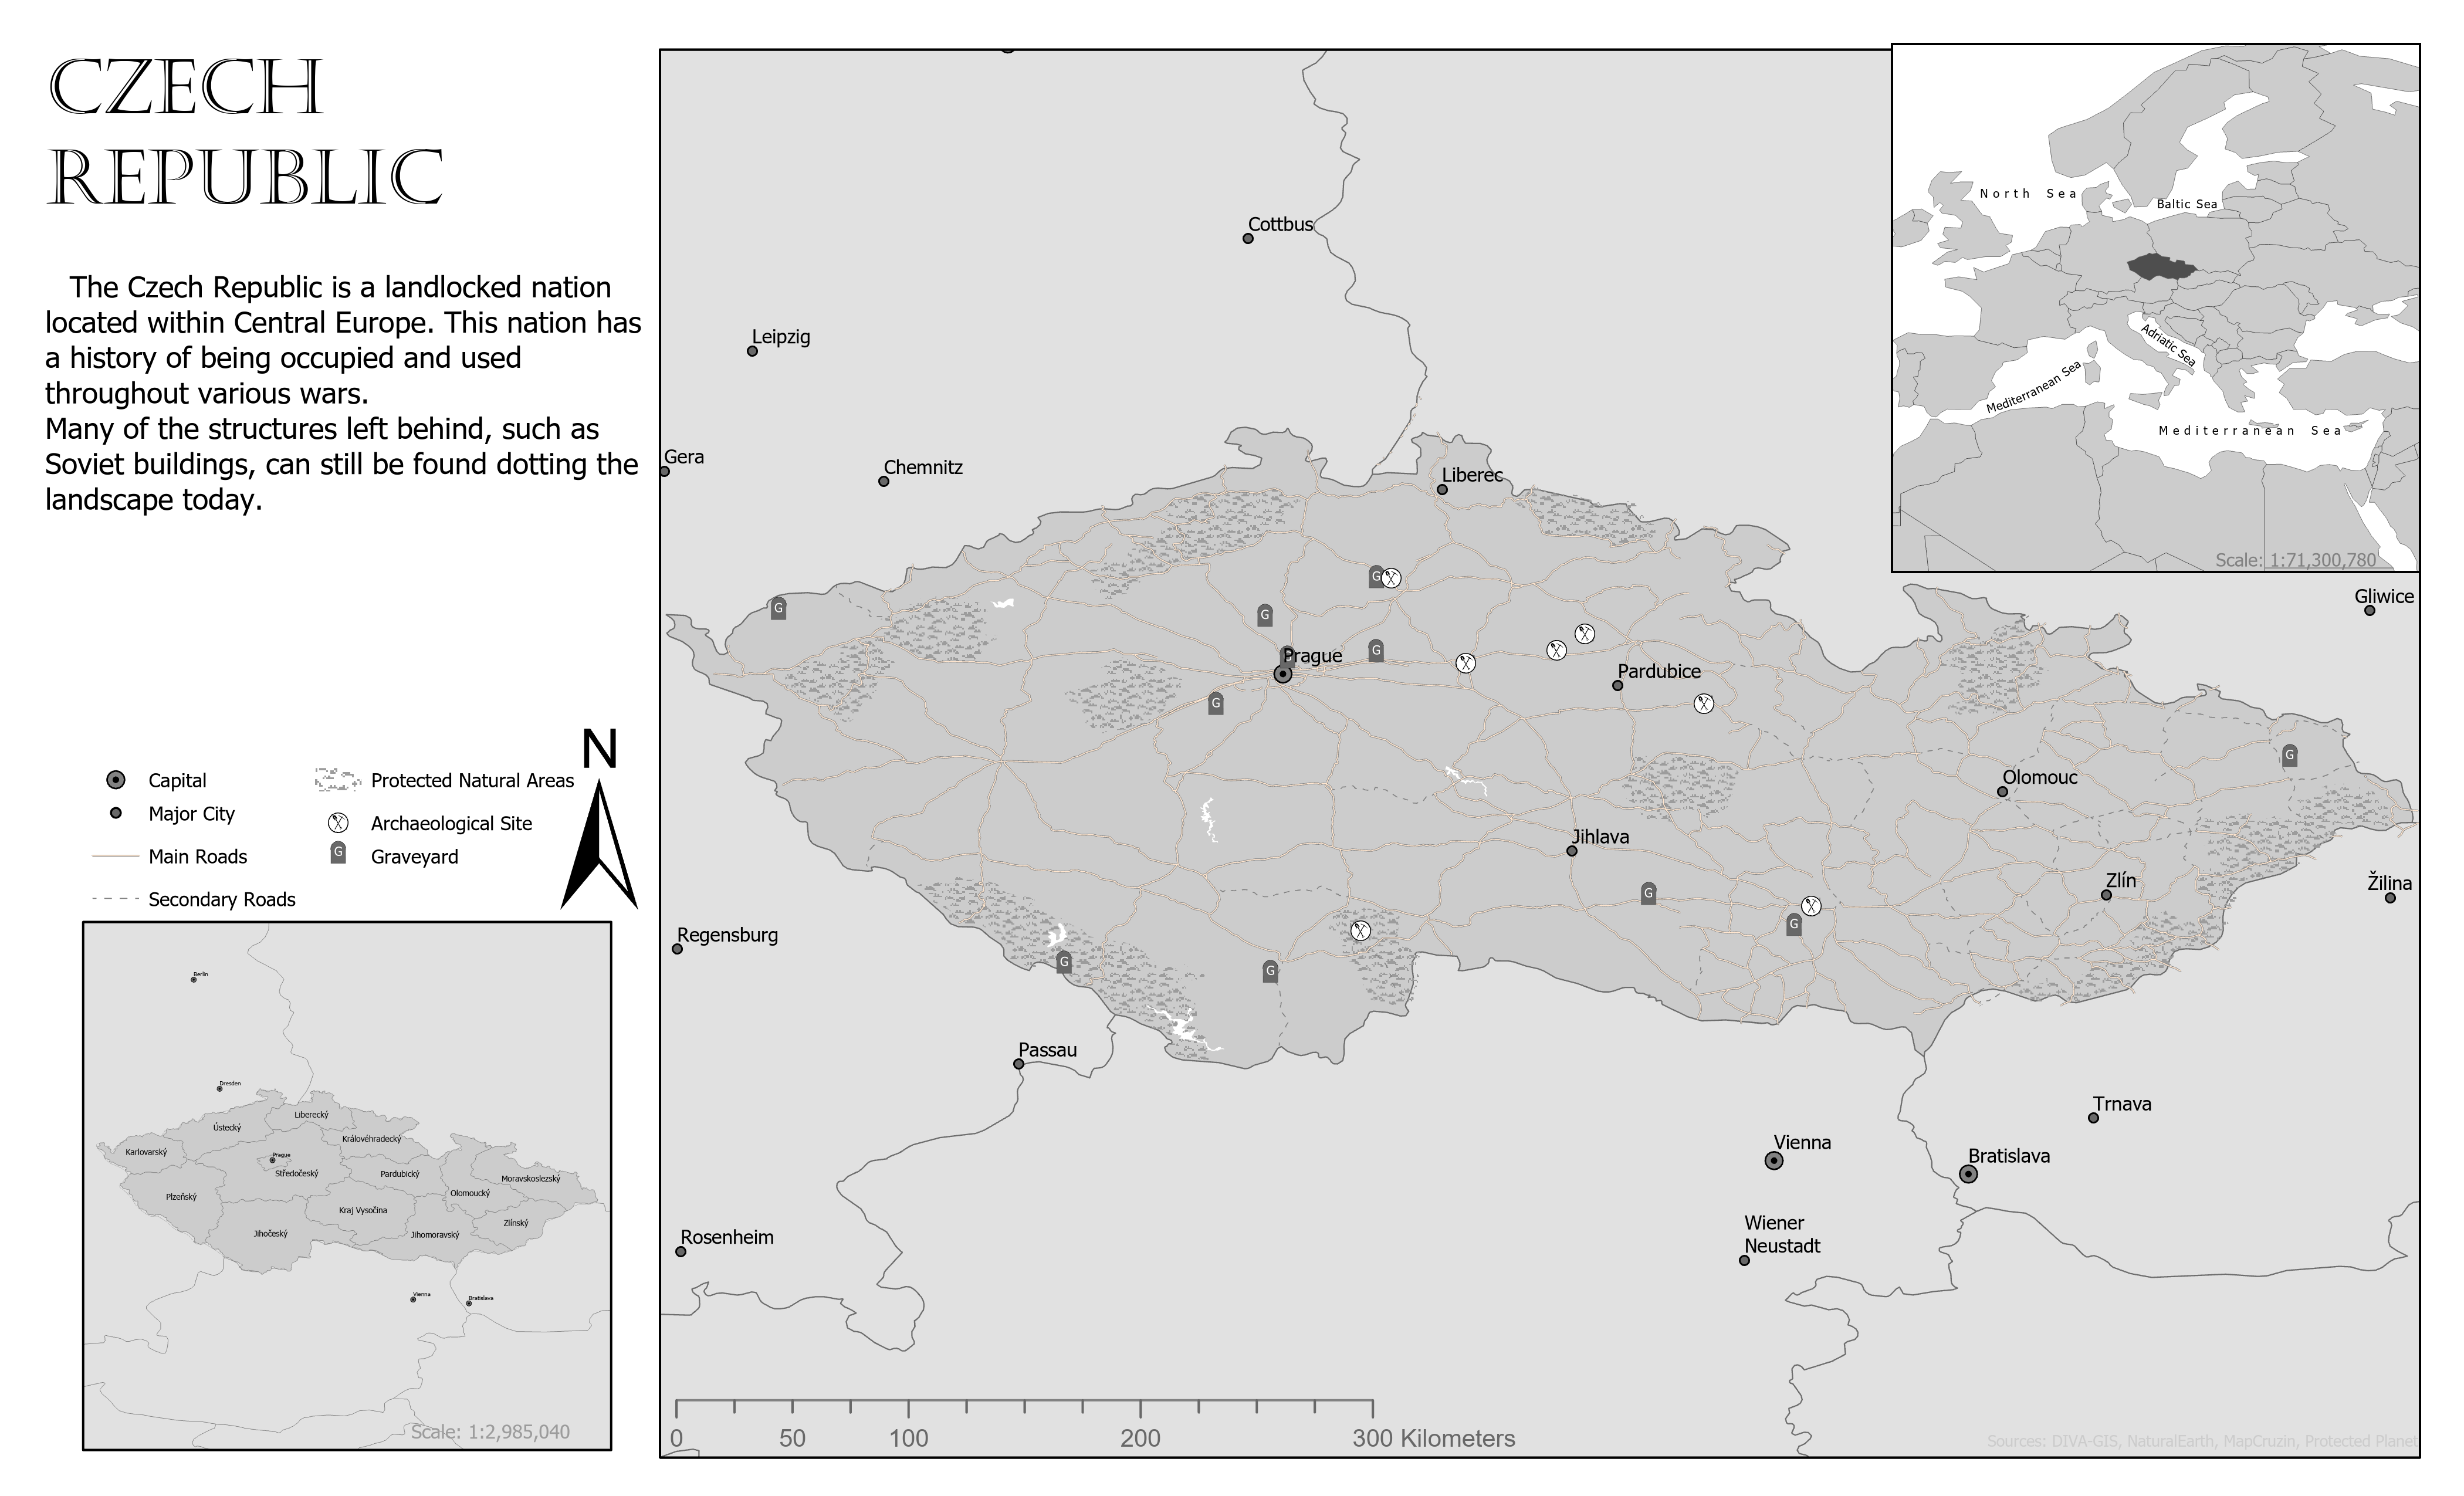 CZECH
REPUBLIC
The Czech Republic is a landlocked nation
located within Central Europe. This nation has
a history of being occupied and used
throughout various wars.
Many of the structures left behind, such as
Soviet buildings, can still be found dotting the
landscape today.
N
Capital
Major City
Main Roads
Secondary Roads
Protected Natural Areas
Archaeological Site
G Graveyard
Berlin
Dresden
Liberecký
Ústecký
Královéhradecký
Karlovarský
Prague
Středočeský
Pardubický
Moravskoslezský
Plzeňský
Olomoucký
Kraj Vysočina
Zlínský
Jihočeský
Jihomoravský
Vienna
Bratislava
Scale: 1:2,985,040
Cottbus
Leipzig
Gera
Chemnitz
Liberec
G
G
G
Gliwice
Prague
G
Pardubice
G
G
Olomouc
Jihlava
Zlín
Žilina
G
G
Regensburg
G
G
Passau
Trnava
Vienna
Bratislava
Wiener
Neustadt
Rosenheim
0 50 100 200 300 Kilometers
Sources: DIVA-GIS, NaturalEarth, MapCruzin, Protected Planet
North Sea
Baltic Sea
Adriatic Sea
Mediterranean Sea
Mediterranean Sea
Scale: 1:71,300,780